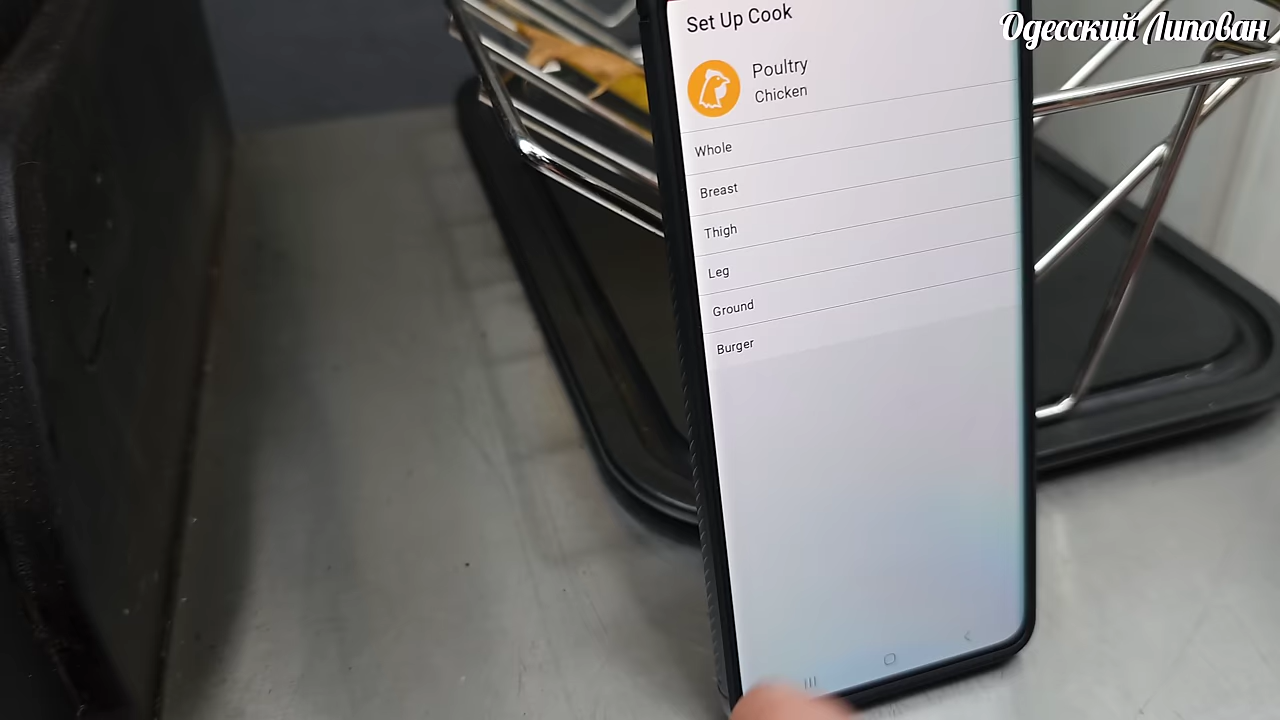 Одесский Липован
Set Up Cook
Poultry
Chicken
Whole
Breast
Thigh
Leg
Ground
Burger